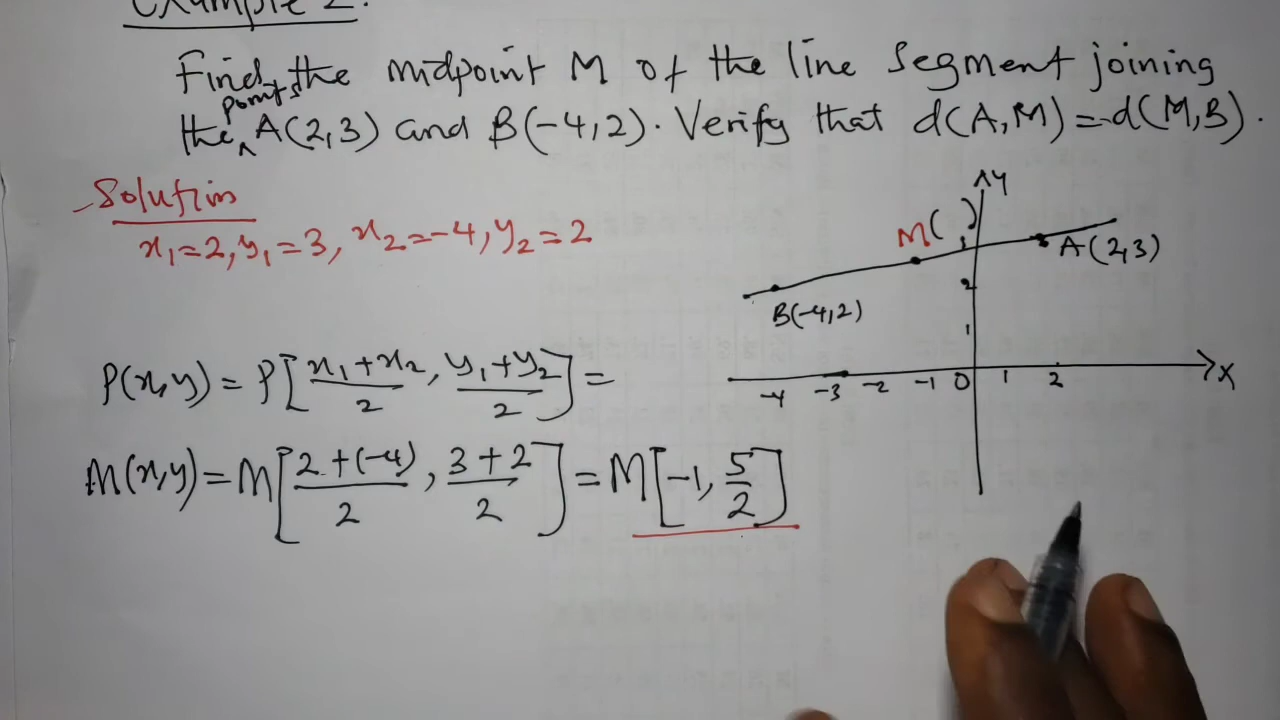 Example 2:
Find the midpoint M of the line segment joining
the points A(2,3) and B(-4,2). Verify that d(A,M)=d(M,B).
Solution
x₁=2, y₁=3, x₂=-4, y₂=2
P(x,y) = P[(x₁+x₂)/2, (y₁+y₂)/2] =
M(x,y) = M[(2+(-4))/2, (3+2)/2] = M[-1, 5/2]
y
M( )
A(2,3)
2
B(-4,2)
1
-4 -3 -2 -1 0 1 2 x